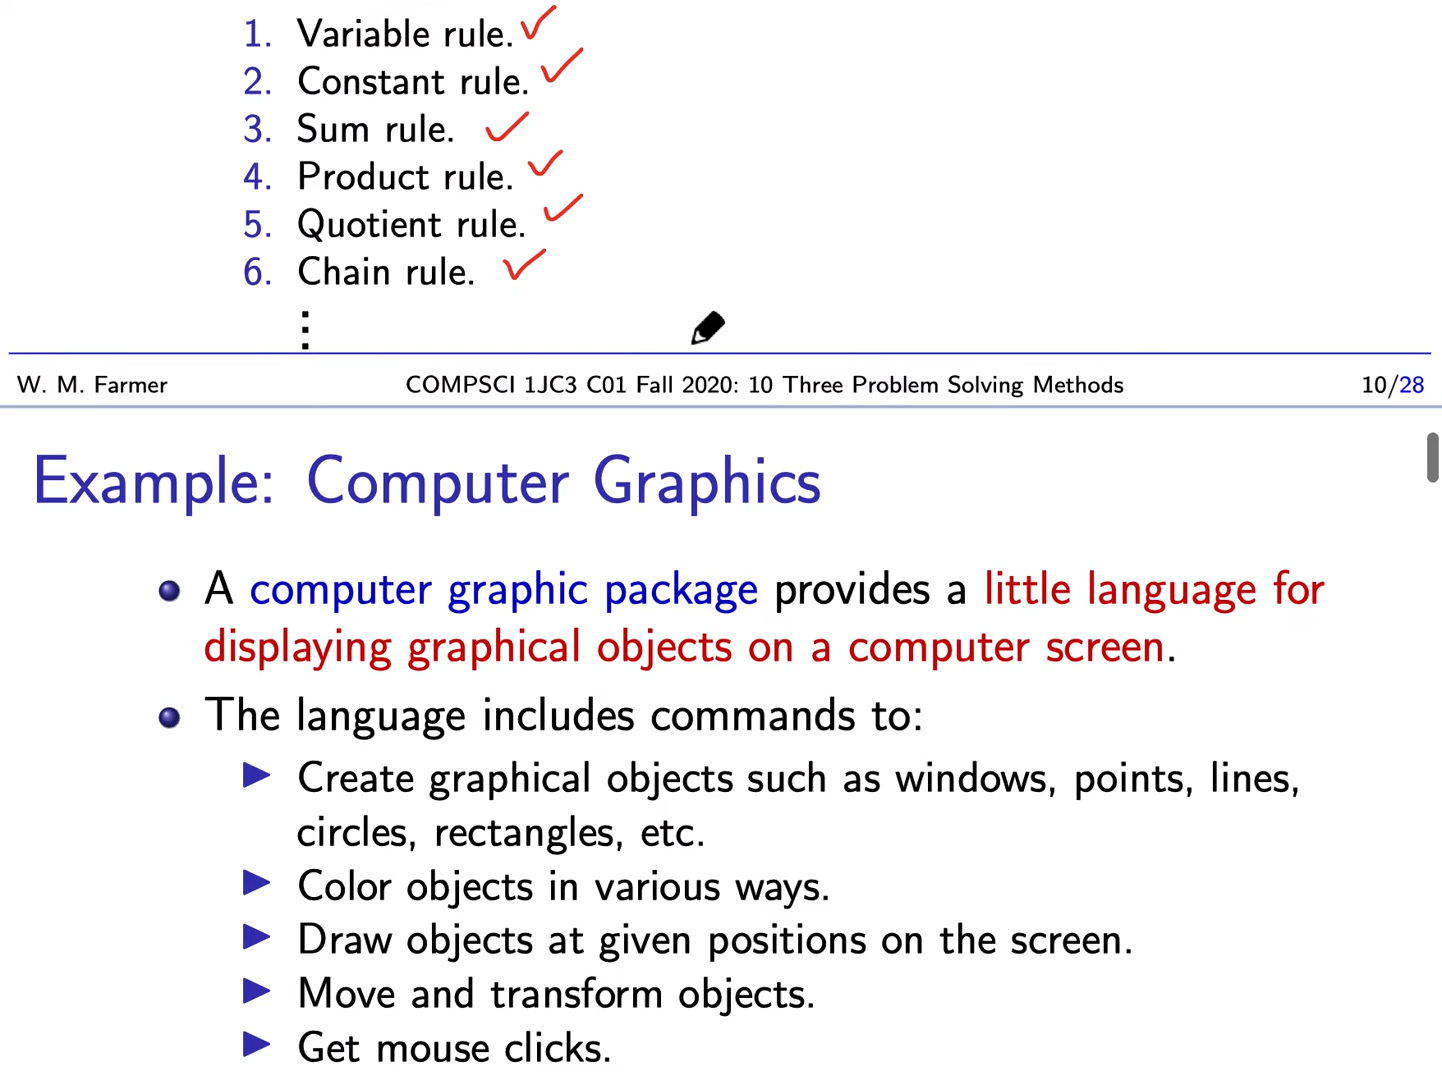 1. Variable rule.
2. Constant rule.
3. Sum rule.
4. Product rule.
5. Quotient rule.
6. Chain rule.
⋮
W. M. Farmer COMPSCI 1JC3 C01 Fall 2020: 10 Three Problem Solving Methods 10/28
Example: Computer Graphics
A computer graphic package provides a little language for
displaying graphical objects on a computer screen.
The language includes commands to:
Create graphical objects such as windows, points, lines,
circles, rectangles, etc.
Color objects in various ways.
Draw objects at given positions on the screen.
Move and transform objects.
Get mouse clicks.